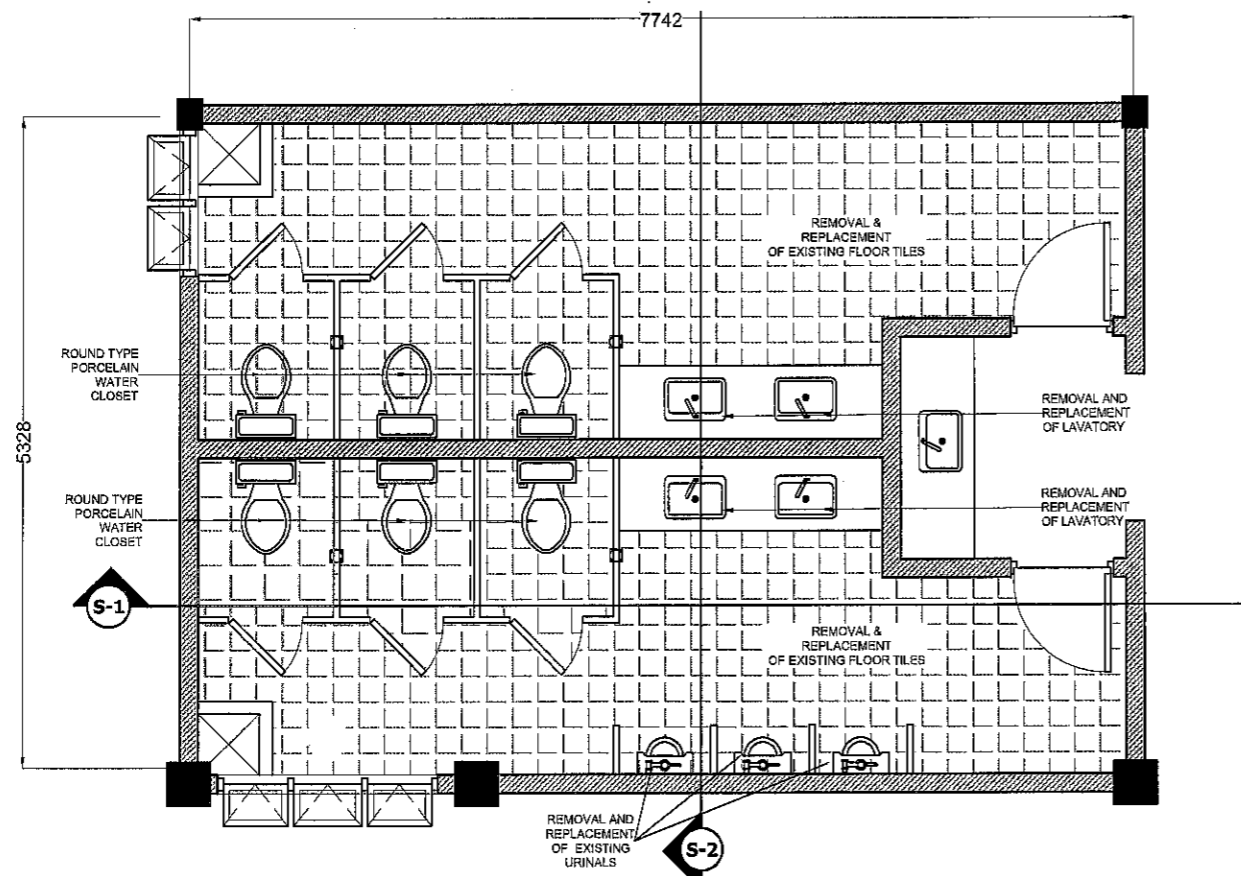 7742
REMOVAL &
REPLACEMENT
OF EXISTING FLOOR TILES
ROUND TYPE
PORCELAIN
WATER
CLOSET
REMOVAL AND
REPLACEMENT
OF LAVATORY
5328
ROUND TYPE
PORCELAIN
WATER
CLOSET
REMOVAL AND
REPLACEMENT
OF LAVATORY
S-1
REMOVAL &
REPLACEMENT
OF EXISTING FLOOR TILES
REMOVAL AND
REPLACEMENT
OF EXISTING
URINALS
S-2